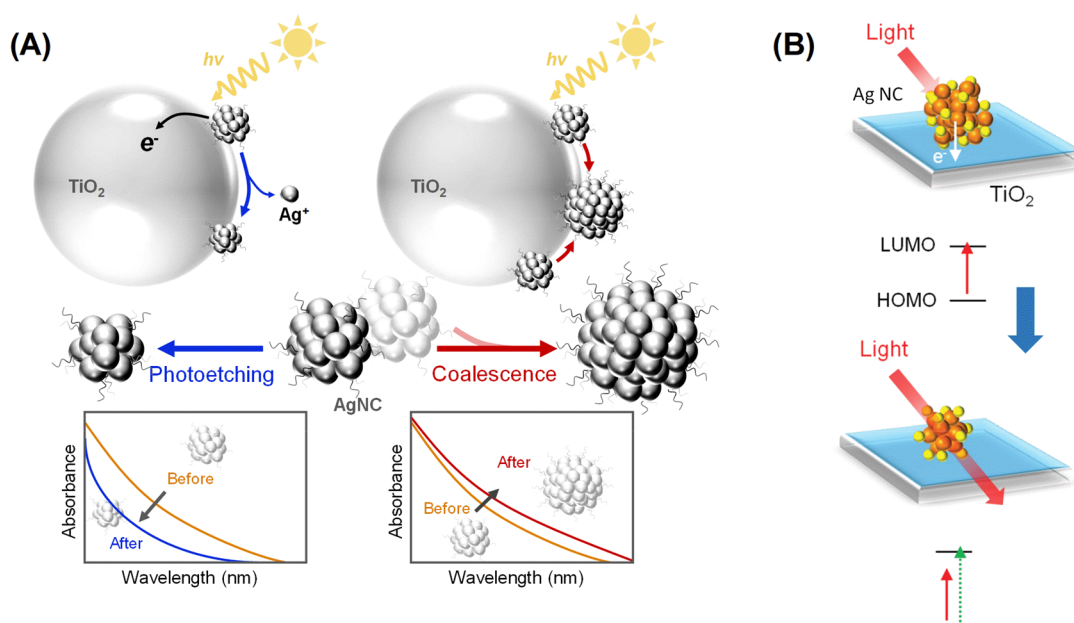 (A)
hv
e-
TiO2
Ag+
hv
TiO2
Photoetching
AgNC
Coalescence
Absorbance
Before
After
Wavelength (nm)
Absorbance
After
Before
Wavelength (nm)
(B)
Light
Ag NC
e-
TiO2
LUMO
HOMO
Light